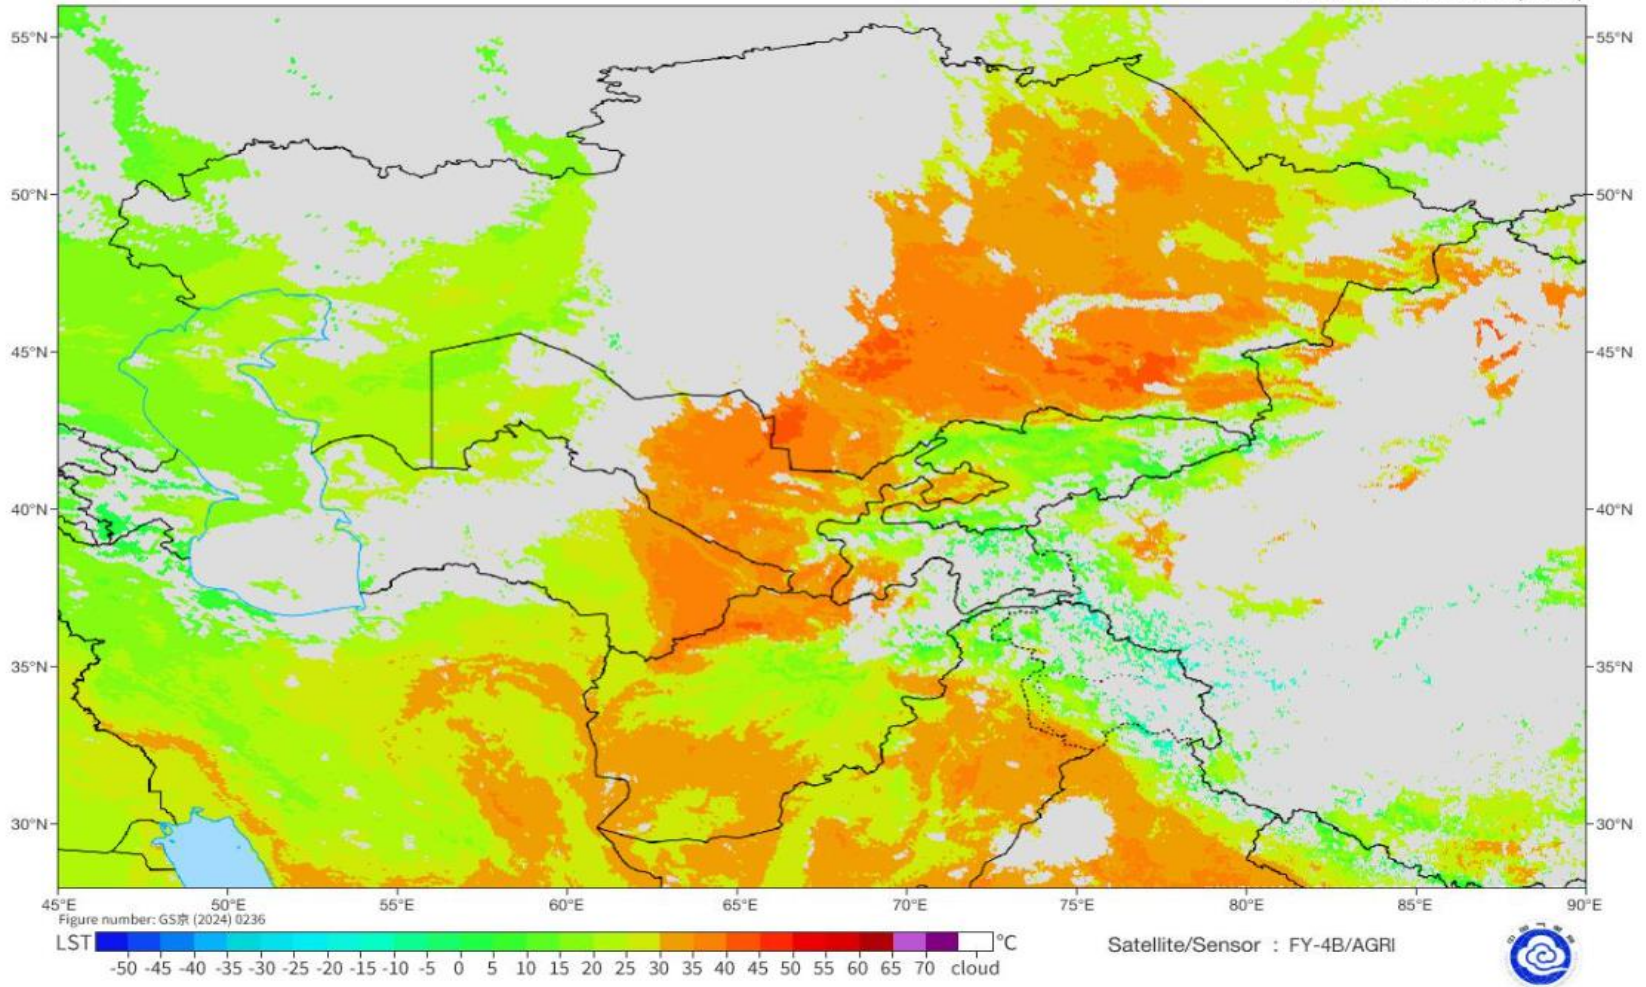 55°N
55°N
50°N
50°N
45°N
45°N
40°N
40°N
35°N
35°N
30°N
30°N
45°E 50°E 55°E 60°E 65°E 70°E 75°E 80°E 85°E 90°E
Figure number: GS京 (2024) 0236
LST °C
-50 -45 -40 -35 -30 -25 -20 -15 -10 -5 0 5 10 15 20 25 30 35 40 45 50 55 60 65 70 cloud
Satellite/Sensor : FY-4B/AGRI